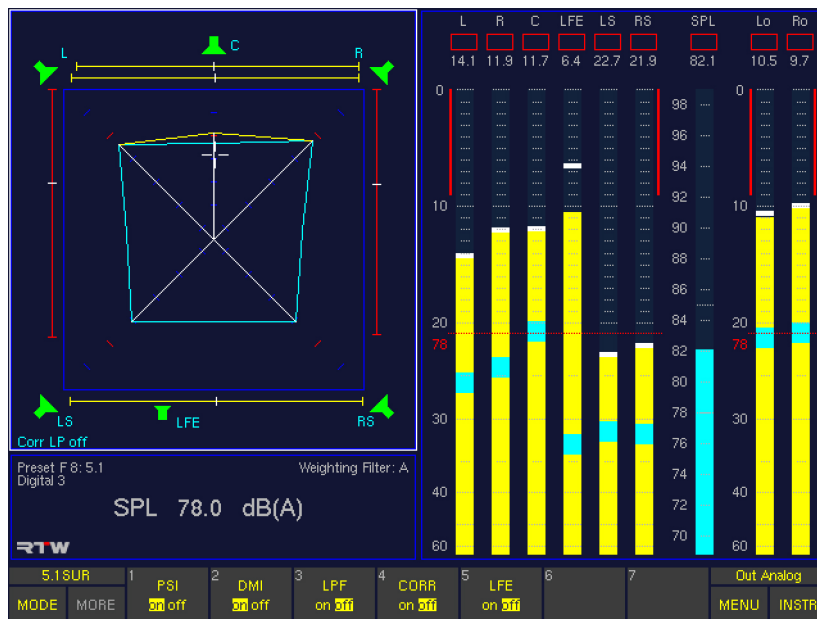 L R C LFE LS RS SPL Lo Ro
14.1 11.9 11.7 6.4 22.7 21.9 82.1 10.5 9.7
C
L R
0 98 0
96
94
92
10 90 10
88
86
20 84 20
78 78
82
80
30 78 30
76
74
40 72 40
70
60 60
LS LFE RS
Corr LP off
Preset F 8: 5.1 Weighting Filter: A
Digital 3
SPL 78.0 dB(A)
RTW
5.1SUR 1 2 3 4 5 6 7 Out Analog
PSI DMI LPF CORR LFE
MODE MORE on off on off on off on off on off MENU INSTR